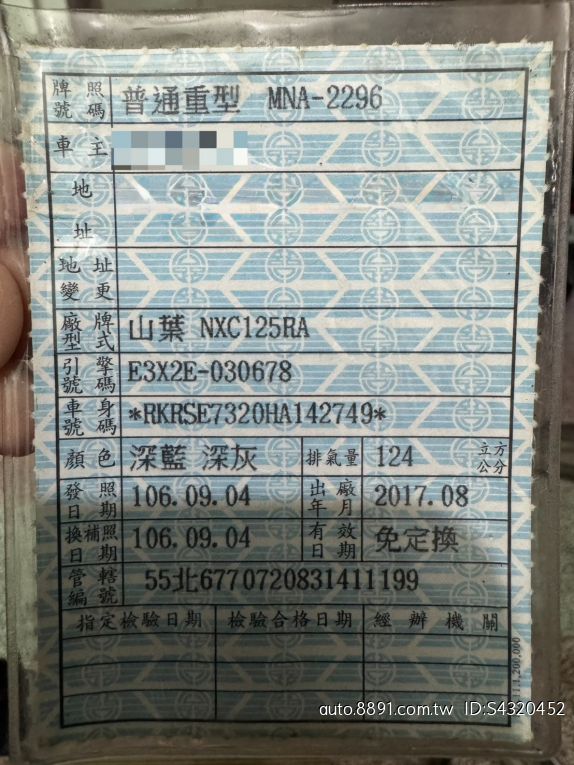 牌照號碼 普通重型 MNA-2296
車主
地址
地址變更
廠牌型式 山葉 NXC125RA
引擎號碼 E3X2E-030678
車身號碼 *RKRSE7320HA142749*
顏色 深藍 深灰 排氣量 124 立方公分
發照日期 106.09.04 出廠年月 2017.08
換補照日期 106.09.04 有效日期 免定換
管轄編號 55北6770720831411199
指定檢驗日期 檢驗合格日期 經辦機關
auto.8891.com.tw ID:S4320452